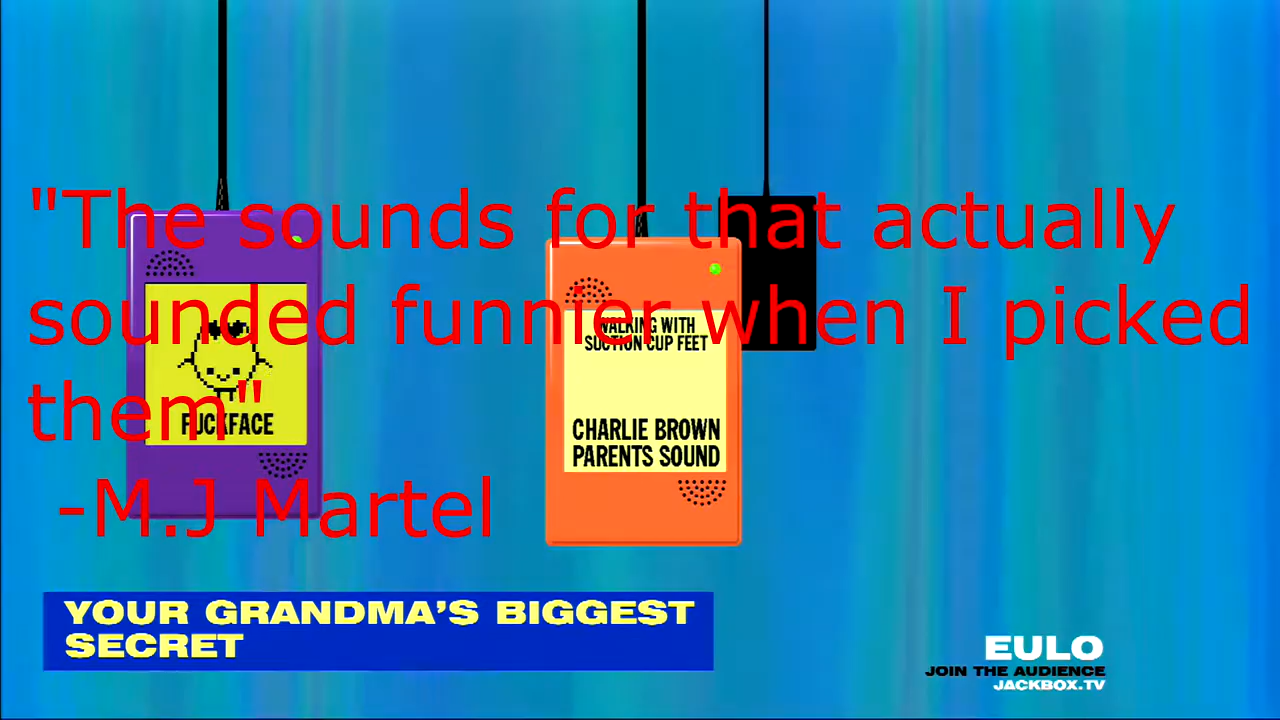 "The sounds for that actually
sounded funnier when I picked
them"
-M.J Martel
FUCKFACE
WALKING WITH
SUCTION CUP FEET
CHARLIE BROWN
PARENTS SOUND
YOUR GRANDMA'S BIGGEST
SECRET
EULO
JOIN THE AUDIENCE
JACKBOX.TV